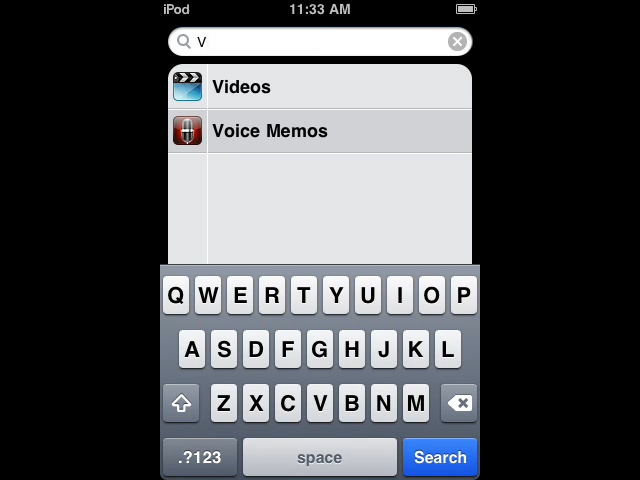 iPod 11:33 AM
V
Videos
Voice Memos
Q W E R T Y U I O P
A S D F G H J K L
Z X C V B N M
.?123 space Search